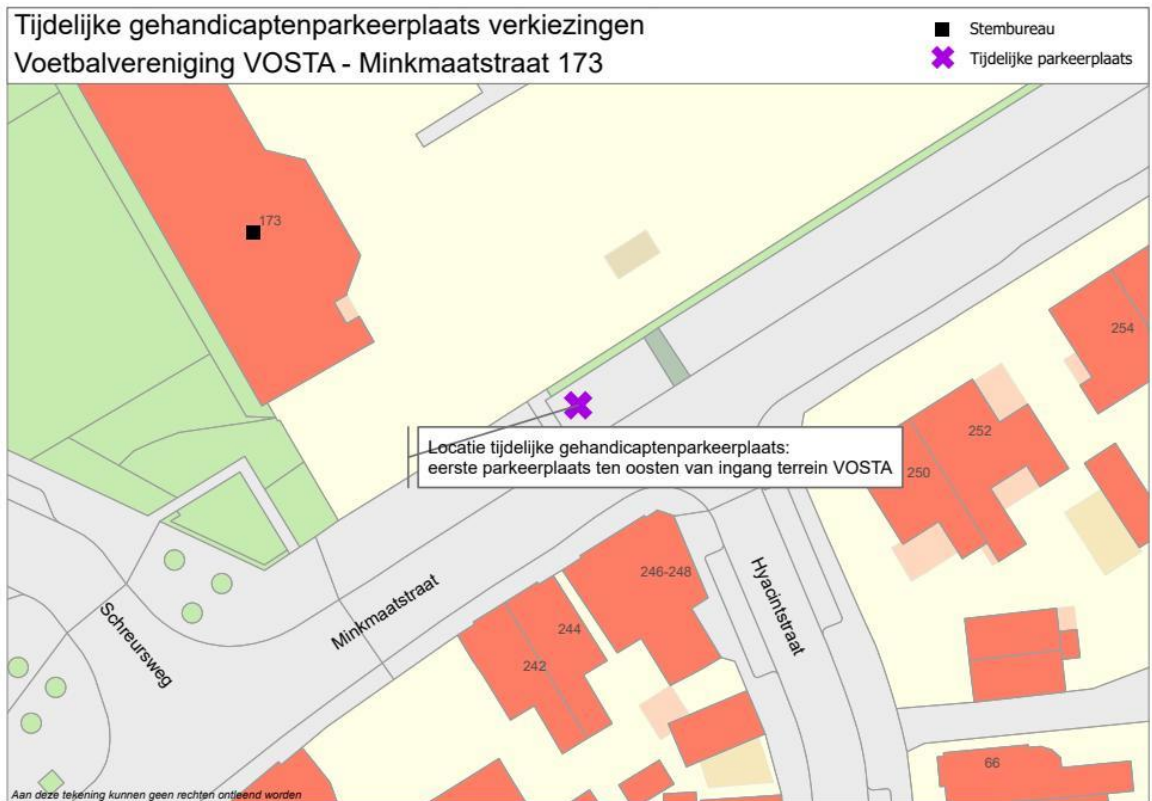 Tijdelijke gehandicaptenparkeerplaats verkiezingen
Voetbalvereniging VOSTA - Minkmaatstraat 173
Stembureau
Tijdelijke parkeerplaats
173
254
252
250
Locatie tijdelijke gehandicaptenparkeerplaats:
eerste parkeerplaats ten oosten van ingang terrein VOSTA
246-248
244
242
Hyacintstraat
Minkmaatstraat
Schreursweg
66
Aan deze tekening kunnen geen rechten ontleend worden